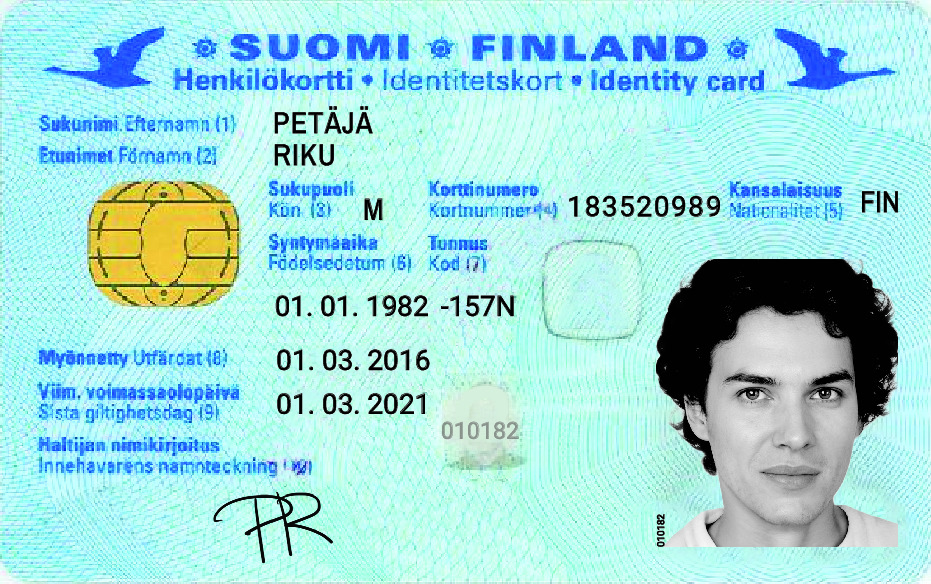 SUOMI FINLAND
Henkilökortti • Identitetskort • Identity card
Sukunimi Efternamn (1) PETÄJÄ
Etunimet Förnamn (2) RIKU
Sukupuoli Korttinumero Kansalaisuus
Kön (3) M Kortnummer (4) 183520989 Nationalitet (5) FIN
Syntymäaika Tunnus
Födelsedetum (6) Kod (7)
01. 01. 1982 -157N
Myönnetty Utfärdat (8) 01. 03. 2016
Viim. voimassaolopäivä
Sista giltighetsdag (9) 01. 03. 2021
010182
Haltijan nimikirjoitus
Innehavarens namnteckning
PR
010182